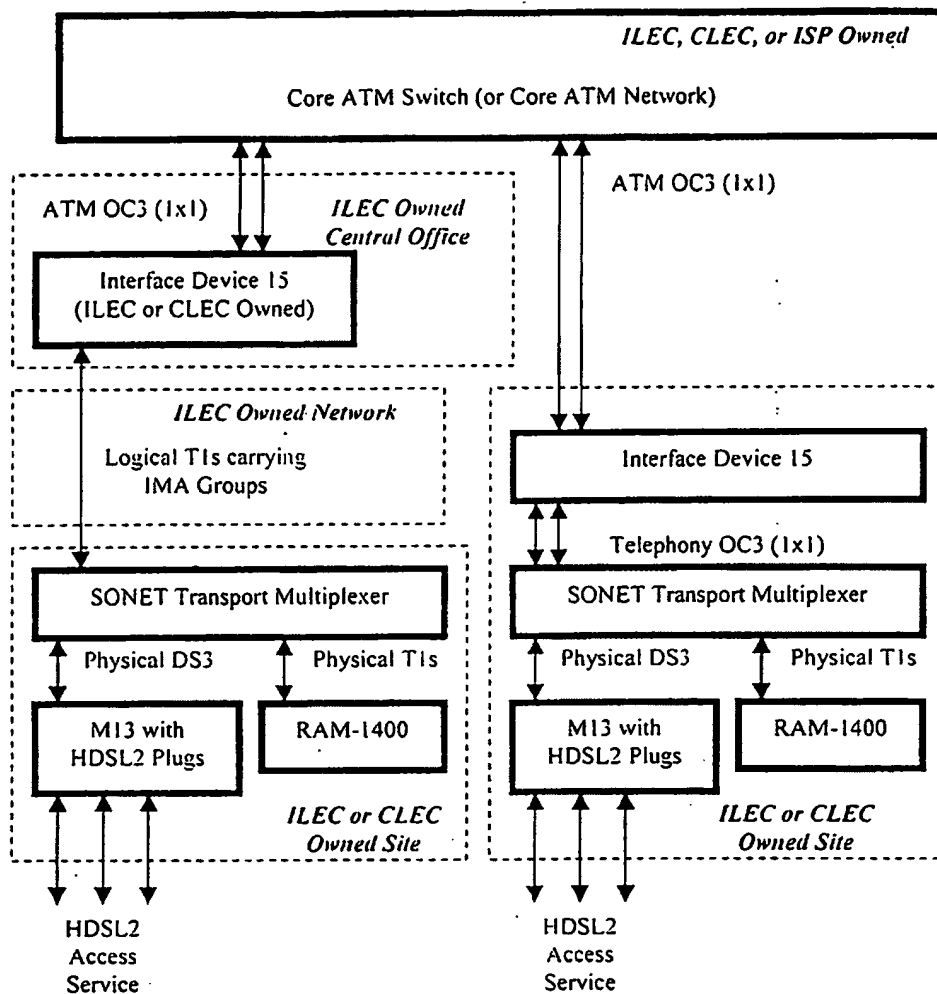 ILEC, CLEC, or ISP Owned
Core ATM Switch (or Core ATM Network)
ATM OC3 (1x1)
ILEC Owned
Central Office
ATM OC3 (1x1)
Interface Device 15
(ILEC or CLEC Owned)
ILEC Owned Network
Logical T1s carrying
IMA Groups
Interface Device 15
Telephony OC3 (1x1)
SONET Transport Multiplexer
SONET Transport Multiplexer
Physical DS3
Physical T1s
Physical DS3
Physical T1s
M13 with
HDSL2 Plugs
RAM-1400
M13 with
HDSL2 Plugs
RAM-1400
ILEC or CLEC
Owned Site
ILEC or CLEC
Owned Site
HDSL2
Access
Service
HDSL2
Access
Service